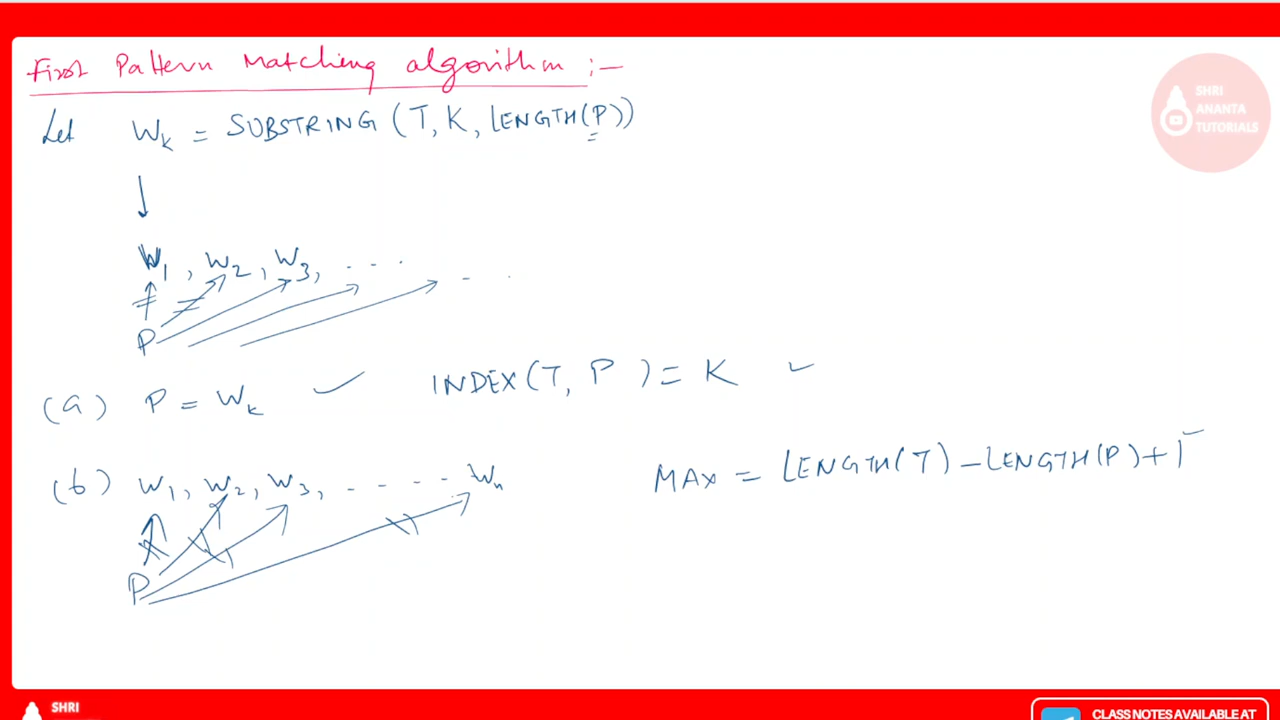 First Pattern Matching algorithm :-
SHRI
ANANTA
TUTORIALS
Let W_k = SUBSTRING (T, K, LENGTH(P))
W_1, W_2, W_3, . . .
P
(a) P = W_k ✓ INDEX(T, P) = K ✓
(b) W_1, W_2, W_3, - - - - W_n MAX = LENGTH(T) - LENGTH(P) + 1
P
SHRI
CLASS NOTES AVAILABLE AT